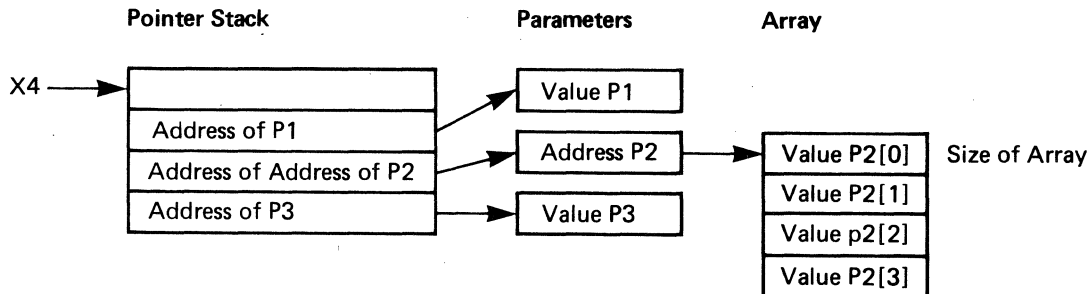 Pointer Stack
Parameters
Array
X4
Value P1
Address of P1
Address of Address of P2
Address P2
Value P2[0]
Size of Array
Address of P3
Value P3
Value P2[1]
Value p2[2]
Value P2[3]